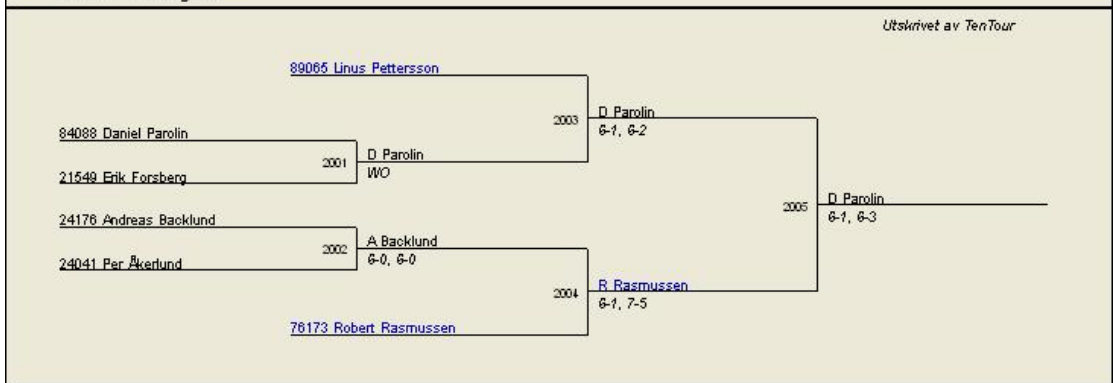 Utskrivet av TenTour
89065 Linus Pettersson
2003
D Parolin
6-1, 6-2
84088 Daniel Parolin
2001
D Parolin
WO
21549 Erik Forsberg
2005
D Parolin
6-1, 6-3
24176 Andreas Backlund
2002
A Backlund
6-0, 6-0
24041 Per Åkerlund
2004
R Rasmussen
6-1, 7-5
76173 Robert Rasmussen